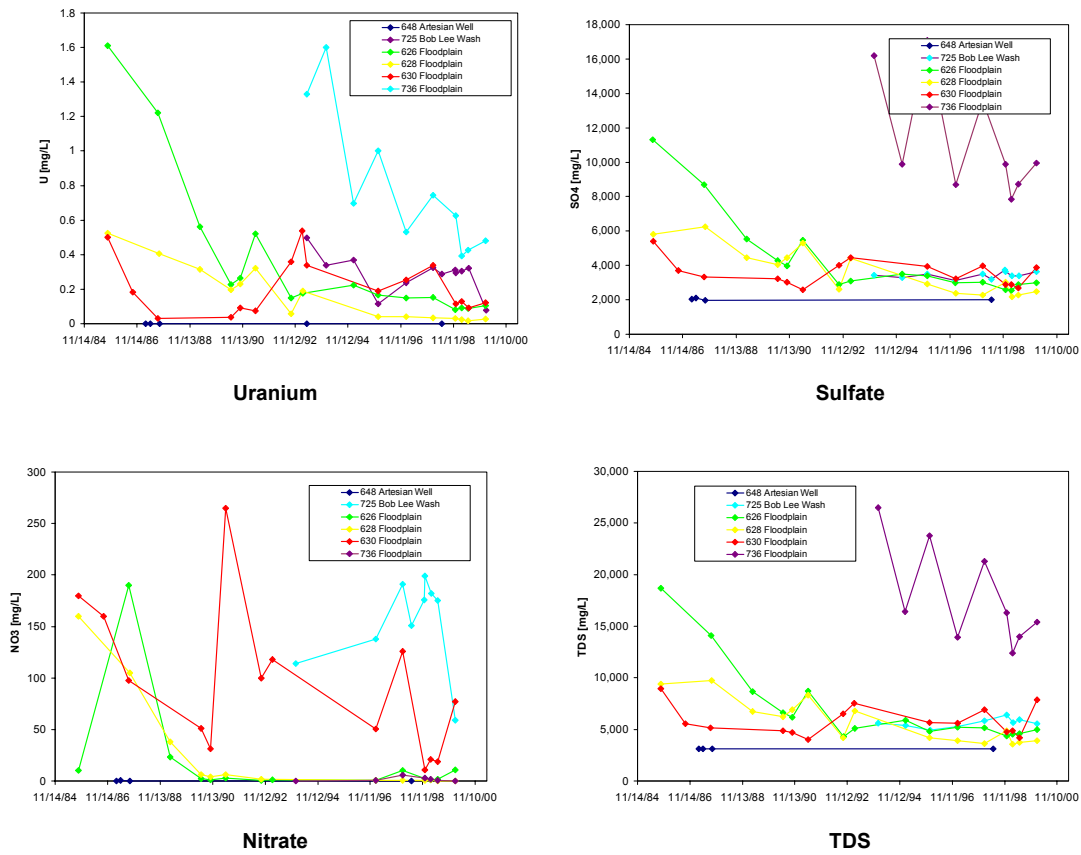 1.8
1.6
1.4
1.2
1
0.8
0.6
0.4
0.2
0
U [mg/L]
648 Artesian Well
725 Bob Lee Wash
626 Floodplain
628 Floodplain
630 Floodplain
736 Floodplain
11/14/84 11/14/86 11/13/88 11/13/90 11/12/92 11/12/94 11/11/96 11/11/98 11/10/00
Uranium
18,000
16,000
14,000
12,000
10,000
8,000
6,000
4,000
2,000
0
SO4 [mg/L]
648 Artesian Well
725 Bob Lee Wash
626 Floodplain
628 Floodplain
630 Floodplain
736 Floodplain
11/14/84 11/14/86 11/13/88 11/13/90 11/12/92 11/12/94 11/11/96 11/11/98 11/10/00
Sulfate
300
250
200
150
100
50
0
NO3 [mg/L]
648 Artesian Well
725 Bob Lee Wash
626 Floodplain
628 Floodplain
630 Floodplain
736 Floodplain
11/14/84 11/14/86 11/13/88 11/13/90 11/12/92 11/12/94 11/11/96 11/11/98 11/10/00
Nitrate
30,000
25,000
20,000
15,000
10,000
5,000
0
TDS [mg/L]
648 Artesian Well
725 Bob Lee Wash
626 Floodplain
628 Floodplain
630 Floodplain
736 Floodplain
11/14/84 11/14/86 11/13/88 11/13/90 11/12/92 11/12/94 11/11/96 11/11/98 11/10/00
TDS